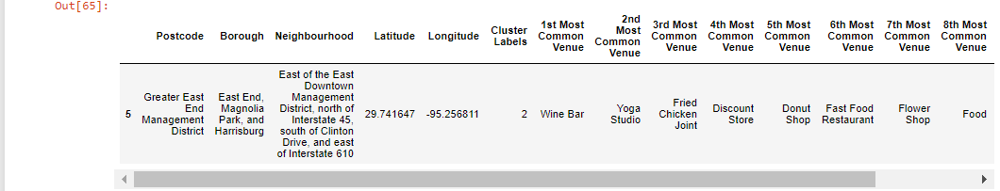 Out[65]:
Postcode Borough Neighbourhood Latitude Longitude Cluster Labels 1st Most Common Venue 2nd Most Common Venue 3rd Most Common Venue 4th Most Common Venue 5th Most Common Venue 6th Most Common Venue 7th Most Common Venue 8th Most Common Venue
5 Greater East End Management District East End, Magnolia Park, and Harrisburg East of the East Downtown Management District, north of Interstate 45, south of Clinton Drive, and east of Interstate 610 29.741647 -95.256811 2 Wine Bar Yoga Studio Fried Chicken Joint Discount Store Donut Shop Fast Food Restaurant Flower Shop Food